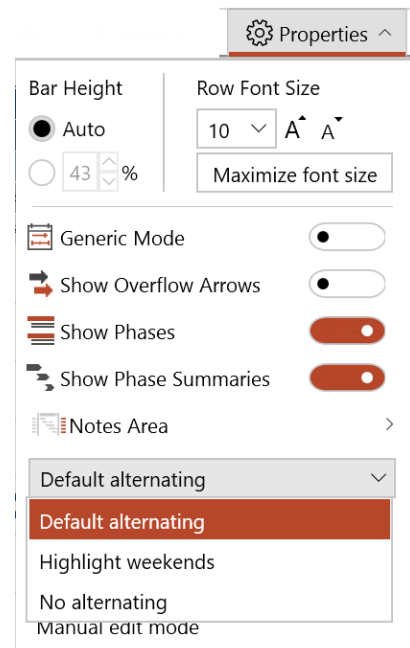 Properties
Bar Height
Row Font Size
Auto
10
A A
43 %
Maximize font size
Generic Mode
Show Overflow Arrows
Show Phases
Show Phase Summaries
Notes Area
Default alternating
Default alternating
Highlight weekends
No alternating
Manual edit mode